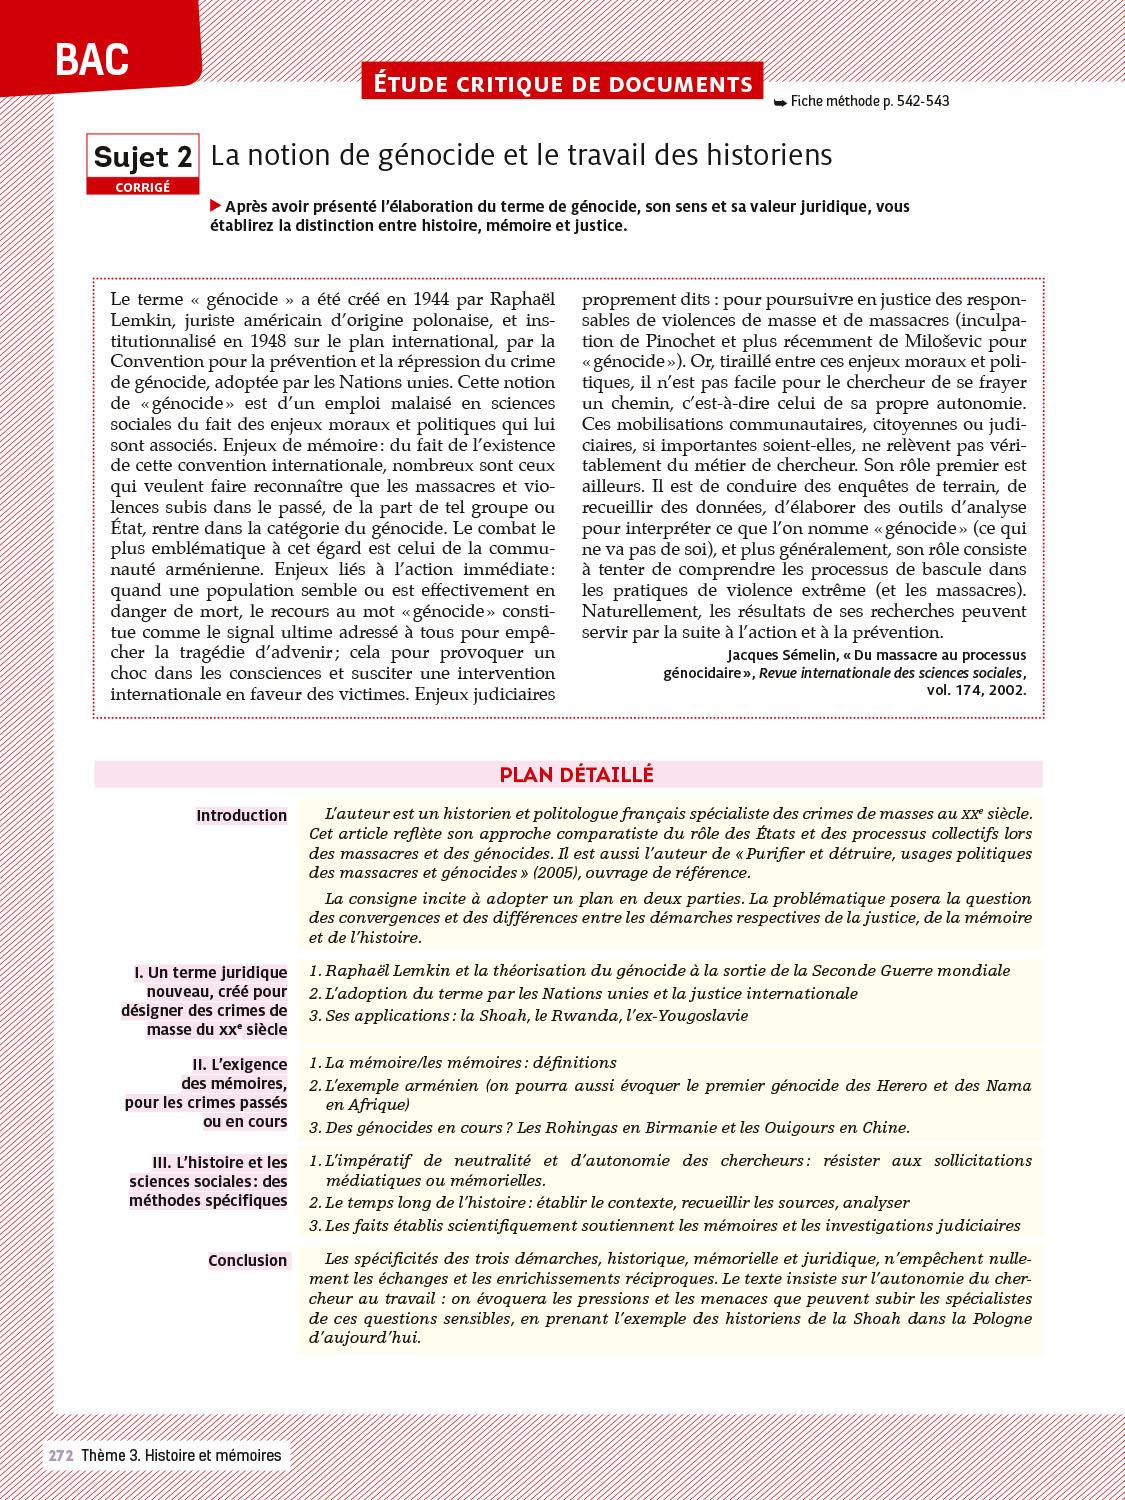 BAC
ÉTUDE CRITIQUE DE DOCUMENTS
➥ Fiche méthode p. 542-543
Sujet 2
CORRIGÉ
La notion de génocide et le travail des historiens
▶ Après avoir présenté l’élaboration du terme de génocide, son sens et sa valeur juridique, vous
établirez la distinction entre histoire, mémoire et justice.
Le terme « génocide » a été créé en 1944 par Raphaël
Lemkin, juriste américain d’origine polonaise, et ins-
titutionnalisé en 1948 sur le plan international, par la
Convention pour la prévention et la répression du crime
de génocide, adoptée par les Nations unies. Cette notion
de « génocide » est d’un emploi malaisé en sciences
sociales du fait des enjeux moraux et politiques qui lui
sont associés. Enjeux de mémoire : du fait de l’existence
de cette convention internationale, nombreux sont ceux
qui veulent faire reconnaître que les massacres et vio-
lences subis dans le passé, de la part de tel groupe ou
État, rentre dans la catégorie du génocide. Le combat le
plus emblématique à cet égard est celui de la commu-
nauté arménienne. Enjeux liés à l’action immédiate :
quand une population semble ou est effectivement en
danger de mort, le recours au mot « génocide » consti-
tue comme le signal ultime adressé à tous pour empê-
cher la tragédie d’advenir ; cela pour provoquer un
choc dans les consciences et susciter une intervention
internationale en faveur des victimes. Enjeux judiciaires
proprement dits : pour poursuivre en justice des respon-
sables de violences de masse et de massacres (inculpa-
tion de Pinochet et plus récemment de Miloševic pour
« génocide »). Or, tiraillé entre ces enjeux moraux et poli-
tiques, il n’est pas facile pour le chercheur de se frayer
un chemin, c’est-à-dire celui de sa propre autonomie.
Ces mobilisations communautaires, citoyennes ou judi-
ciaires, si importantes soient-elles, ne relèvent pas véri-
tablement du métier de chercheur. Son rôle premier est
ailleurs. Il est de conduire des enquêtes de terrain, de
recueillir des données, d’élaborer des outils d’analyse
pour interpréter ce que l’on nomme « génocide » (ce qui
ne va pas de soi), et plus généralement, son rôle consiste
à tenter de comprendre les processus de bascule dans
les pratiques de violence extrême (et les massacres).
Naturellement, les résultats de ses recherches peuvent
servir par la suite à l’action et à la prévention.
Jacques Sémelin, « Du massacre au processus
génocidaire », Revue internationale des sciences sociales,
vol. 174, 2002.
PLAN DÉTAILLÉ
Introduction
L’auteur est un historien et politologue français spécialiste des crimes de masses au XXe siècle.
Cet article reflète son approche comparatiste du rôle des États et des processus collectifs lors
des massacres et des génocides. Il est aussi l’auteur de « Purifier et détruire, usages politiques
des massacres et génocides » (2005), ouvrage de référence.
La consigne incite à adopter un plan en deux parties. La problématique posera la question
des convergences et des différences entre les démarches respectives de la justice, de la mémoire
et de l’histoire.
I. Un terme juridique
nouveau, créé pour
désigner des crimes de
masse du XXe siècle
1. Raphaël Lemkin et la théorisation du génocide à la sortie de la Seconde Guerre mondiale
2. L’adoption du terme par les Nations unies et la justice internationale
3. Ses applications : la Shoah, le Rwanda, l’ex-Yougoslavie
II. L’exigence
des mémoires,
pour les crimes passés
ou en cours
1. La mémoire/les mémoires : définitions
2. L’exemple arménien (on pourra aussi évoquer le premier génocide des Herero et des Nama
en Afrique)
3. Des génocides en cours ? Les Rohingas en Birmanie et les Ouigours en Chine.
III. L’histoire et les
sciences sociales : des
méthodes spécifiques
1. L’impératif de neutralité et d’autonomie des chercheurs : résister aux sollicitations
médiatiques ou mémorielles.
2. Le temps long de l’histoire : établir le contexte, recueillir les sources, analyser
3. Les faits établis scientifiquement soutiennent les mémoires et les investigations judiciaires
Conclusion
Les spécificités des trois démarches, historique, mémorielle et juridique, n’empêchent nulle-
ment les échanges et les enrichissements réciproques. Le texte insiste sur l’autonomie du cher-
cheur au travail : on évoquera les pressions et les menaces que peuvent subir les spécialistes
de ces questions sensibles, en prenant l’exemple des historiens de la Shoah dans la Pologne
d’aujourd’hui.
272 Thème 3. Histoire et mémoires